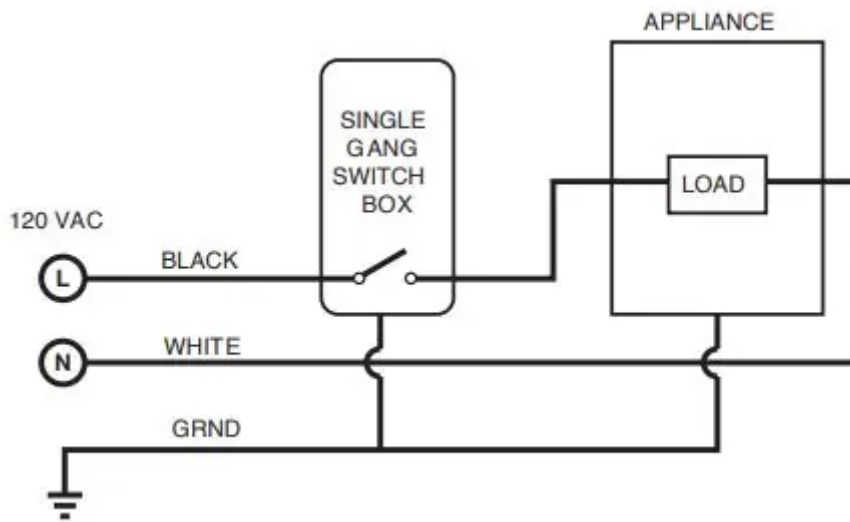 APPLIANCE
SINGLE
GANG
SWITCH
BOX
LOAD
120 VAC
BLACK
L
WHITE
N
GRND